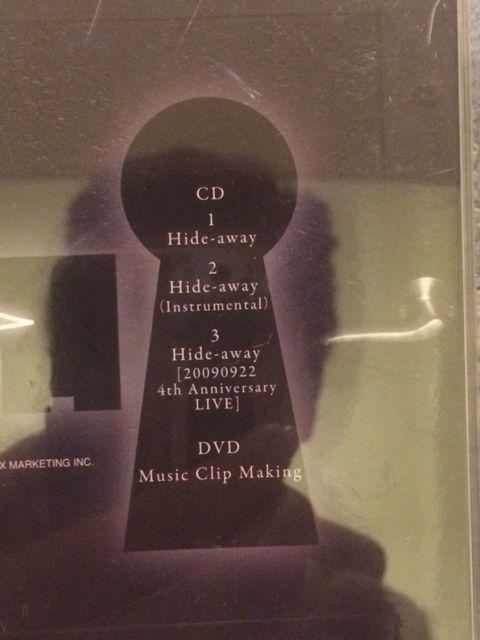 CD
1
Hide-away
2
Hide-away
(Instrumental)
3
Hide-away
[20090922
4th Anniversary
LIVE]
DVD
Music Clip Making
X MARKETING INC.